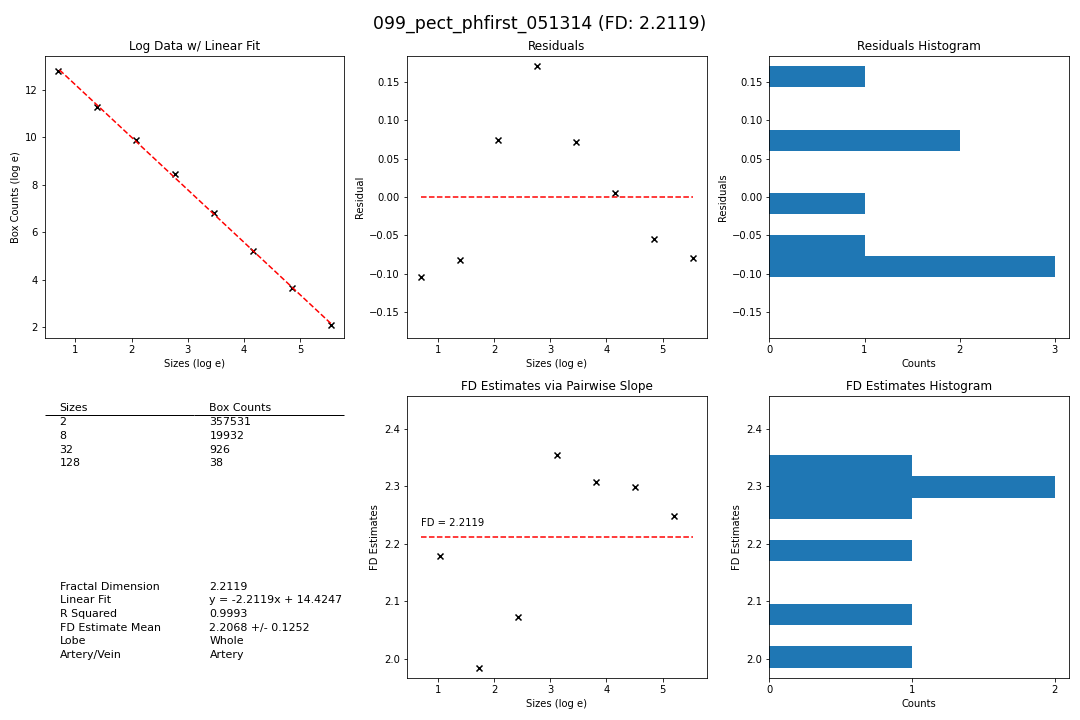 099_pect_phfirst_051314 (FD: 2.2119)
Log Data w/ Linear Fit
Box Counts (log e)
12
10
8
6
4
2
1 2 3 4 5
Sizes (log e)
Residuals
Residual
0.15
0.10
0.05
0.00
−0.05
−0.10
−0.15
1 2 3 4 5
Sizes (log e)
Residuals Histogram
Residuals
0.15
0.10
0.05
0.00
−0.05
−0.10
−0.15
0 1 2 3
Counts
Sizes Box Counts
2 357531
8 19932
32 926
128 38
Fractal Dimension 2.2119
Linear Fit y = -2.2119x + 14.4247
R Squared 0.9993
FD Estimate Mean 2.2068 +/- 0.1252
Lobe Whole
Artery/Vein Artery
FD Estimates via Pairwise Slope
FD Estimates
2.4
2.3
2.2
2.1
2.0
FD = 2.2119
1 2 3 4 5
Sizes (log e)
FD Estimates Histogram
FD Estimates
2.4
2.3
2.2
2.1
2.0
0 1 2
Counts